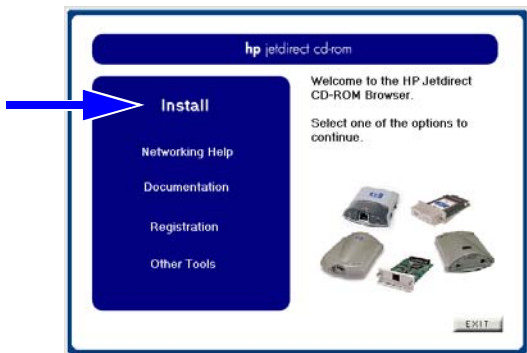 hp jetdirect cd-rom
Install
Networking Help
Documentation
Registration
Other Tools
Welcome to the HP Jetdirect
CD-ROM Browser.
Select one of the options to
continue.
EXIT